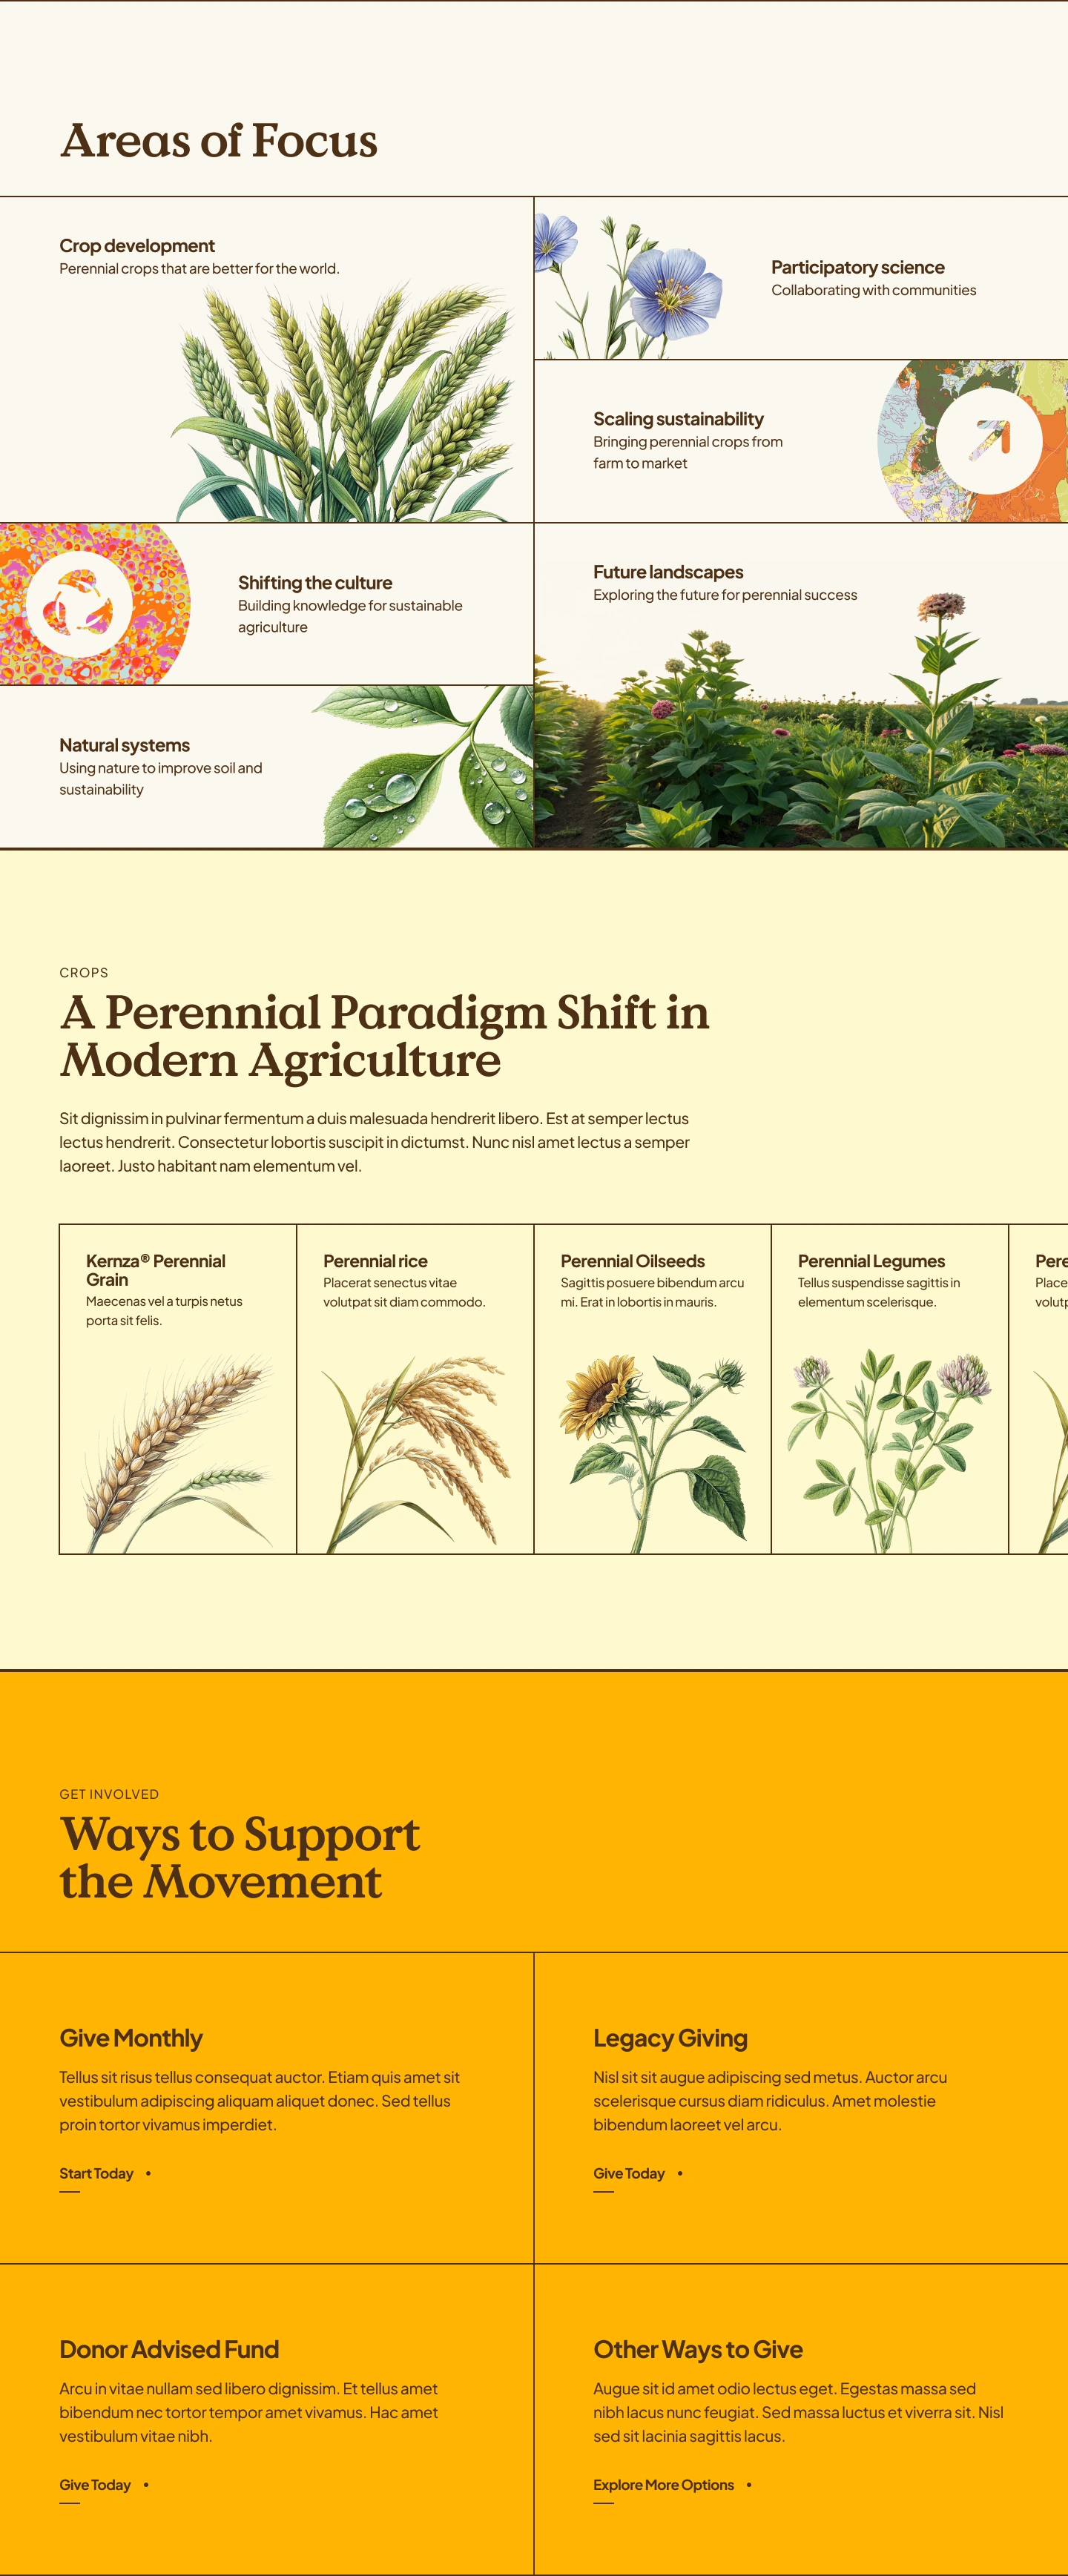 Areas of Focus
Crop development
Perennial crops that are better for the world.
Participatory science
Collaborating with communities
Scaling sustainability
Bringing perennial crops from
farm to market
Shifting the culture
Building knowledge for sustainable
agriculture
Future landscapes
Exploring the future for perennial success
Natural systems
Using nature to improve soil and
sustainability
CROPS
A Perennial Paradigm Shift in
Modern Agriculture
Sit dignissim in pulvinar fermentum a duis malesuada hendrerit libero. Est at semper lectus
lectus hendrerit. Consectetur lobortis suscipit in dictumst. Nunc nisl amet lectus a semper
laoreet. Justo habitant nam elementum vel.
Kernza® Perennial
Grain
Maecenas vel a turpis netus
porta sit felis.
Perennial rice
Placerat senectus vitae
volutpat sit diam commodo.
Perennial Oilseeds
Sagittis posuere bibendum arcu
mi. Erat in lobortis in mauris.
Perennial Legumes
Tellus suspendisse sagittis in
elementum scelerisque.
Pere
Place
volutp
GET INVOLVED
Ways to Support
the Movement
Give Monthly
Tellus sit risus tellus consequat auctor. Etiam quis amet sit
vestibulum adipiscing aliquam aliquet donec. Sed tellus
proin tortor vivamus imperdiet.
Start Today •
Legacy Giving
Nisl sit sit augue adipiscing sed metus. Auctor arcu
scelerisque cursus diam ridiculus. Amet molestie
bibendum laoreet vel arcu.
Give Today •
Donor Advised Fund
Arcu in vitae nullam sed libero dignissim. Et tellus amet
bibendum nec tortor tempor amet vivamus. Hac amet
vestibulum vitae nibh.
Give Today •
Other Ways to Give
Augue sit id amet odio lectus eget. Egestas massa sed
nibh lacus nunc feugiat. Sed massa luctus et viverra sit. Nisl
sed sit lacinia sagittis lacus.
Explore More Options •